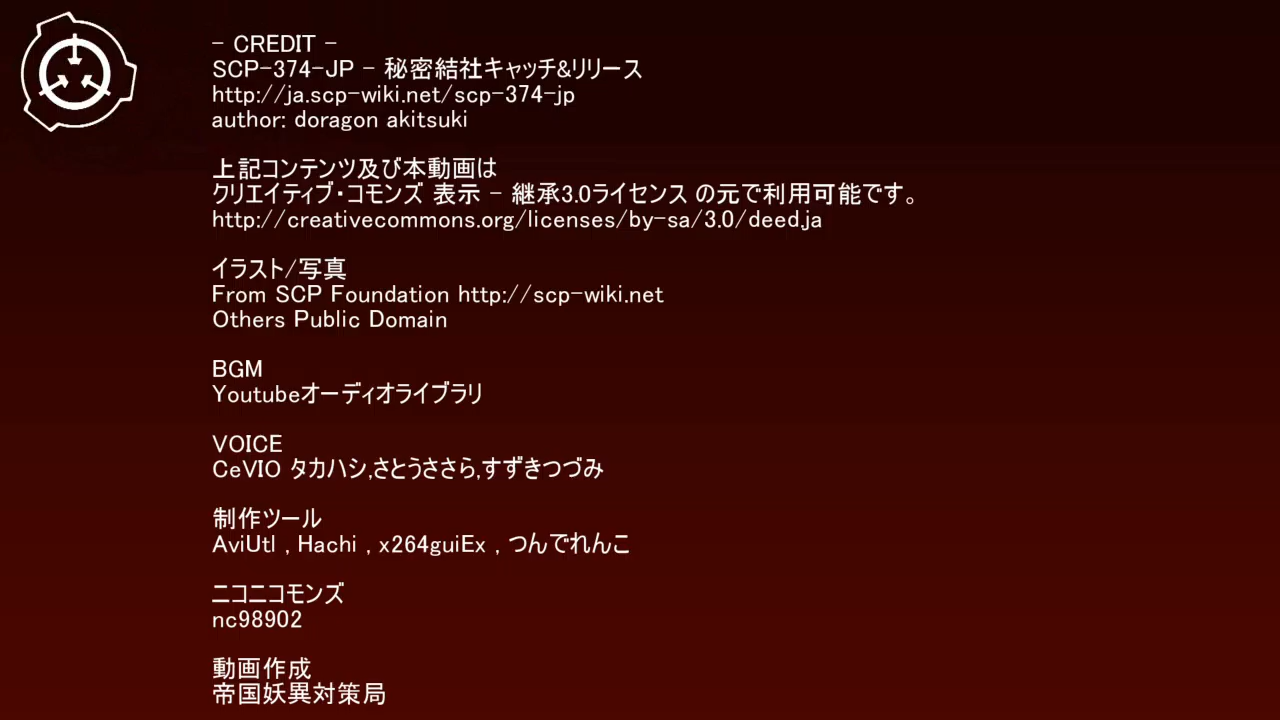 - CREDIT -
SCP-374-JP - 秘密結社キャッチ&リリース
http://ja.scp-wiki.net/scp-374-jp
author: doragon akitsuki
上記コンテンツ及び本動画は
クリエイティブ・コモンズ 表示 - 継承3.0ライセンス の元で利用可能です。
http://creativecommons.org/licenses/by-sa/3.0/deed.ja
イラスト/写真
From SCP Foundation http://scp-wiki.net
Others Public Domain
BGM
Youtubeオーディオライブラリ
VOICE
CeVIO タカハシ,さとうささら,すずきつづみ
制作ツール
AviUtl , Hachi , x264guiEx , つんでれんこ
ニコニコモンズ
nc98902
動画作成
帝国妖異対策局